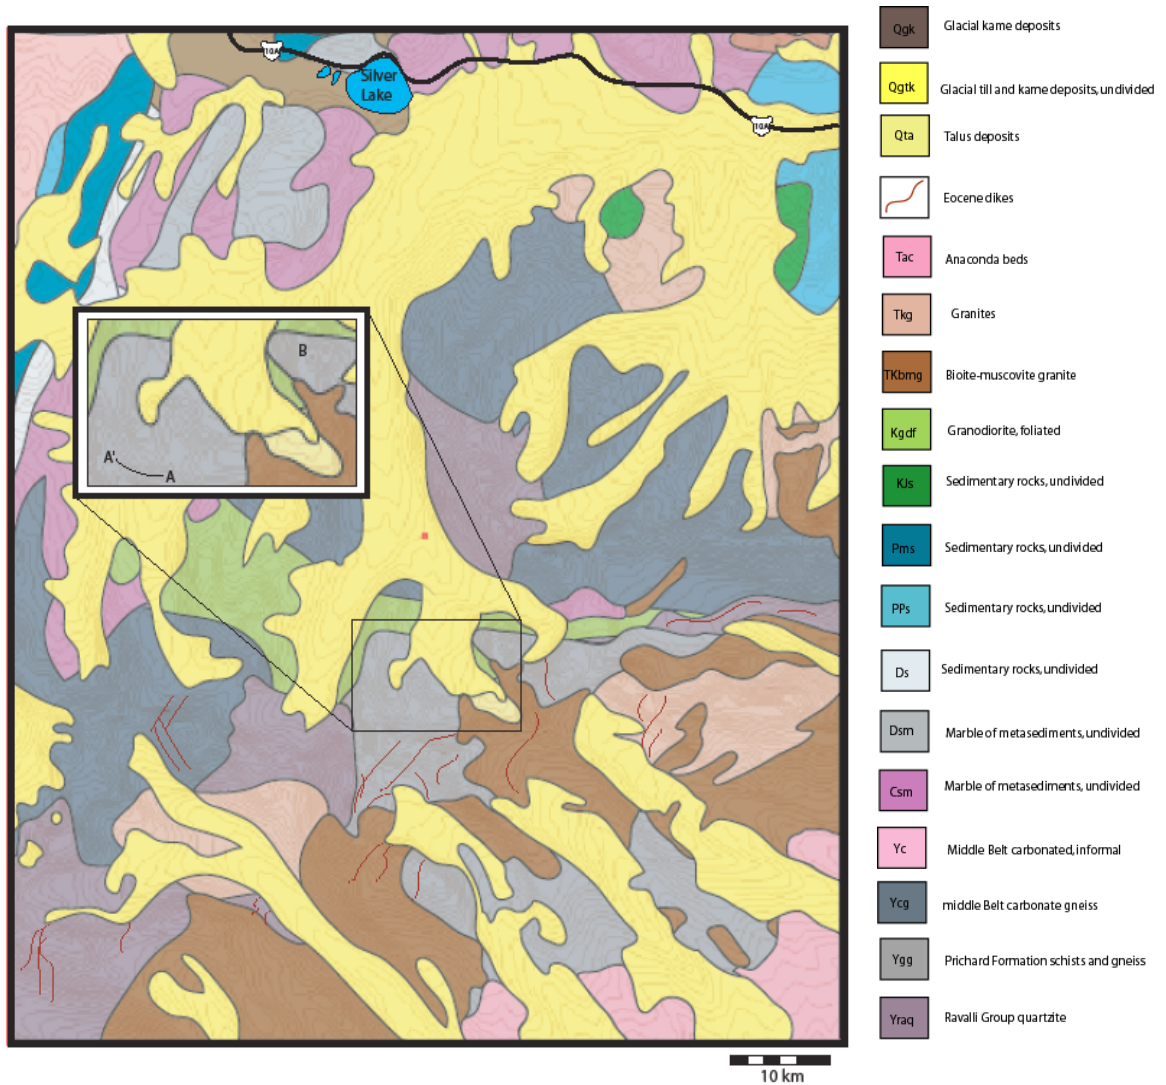 10A
Silver
Lake
10A
B
A'
A
10 km
Qgk Glacial kame deposits
Qgtk Glacial till and kame deposits, undivided
Qta Talus deposits
Eocene dikes
Tac Anaconda beds
Tkg Granites
TKbmg Bioite-muscovite granite
Kgdf Granodiorite, foliated
KJs Sedimentary rocks, undivided
Pms Sedimentary rocks, undivided
PPs Sedimentary rocks, undivided
Ds Sedimentary rocks, undivided
Dsm Marble of metasediments, undivided
Csm Marble of metasediments, undivided
Yc Middle Belt carbonated, informal
Ycg middle Belt carbonate gneiss
Ygg Prichard Formation schists and gneiss
Yraq Ravalli Group quartzite